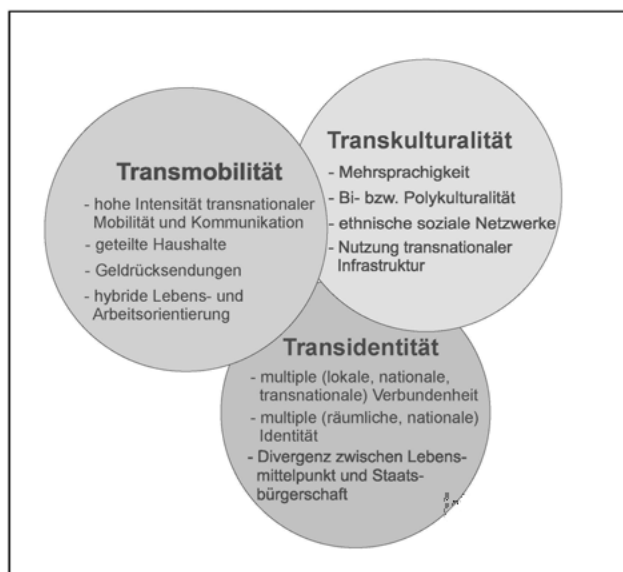 Transmobilität
- hohe Intensität transnationaler
Mobilität und Kommunikation
- geteilte Haushalte
- Geldrücksendungen
- hybride Lebens- und
Arbeitsorientierung
Transkulturalität
- Mehrsprachigkeit
- Bi- bzw. Polykulturalität
- ethnische soziale Netzwerke
- Nutzung transnationaler
Infrastruktur
Transidentität
- multiple (lokale, nationale,
transnationale) Verbundenheit
- multiple (räumliche, nationale)
Identität
- Divergenz zwischen Lebens-
mittelpunkt und Staats-
bürgerschaft